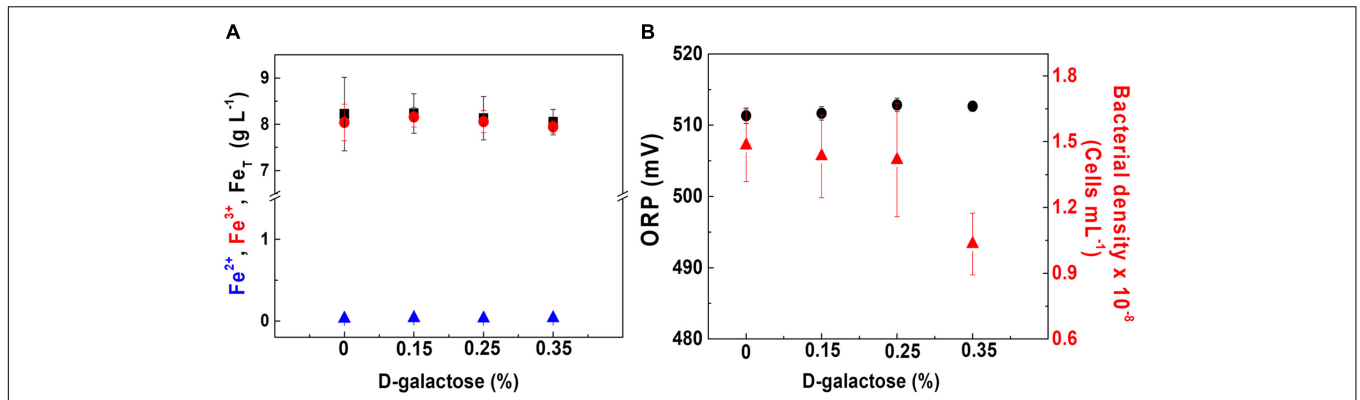 A
9
8
7
1
0
0
0.15
0.25
0.35
D-galactose (%)
Fe²⁺, Fe³⁺, Fe_T (g L⁻¹)
B
520
510
500
490
480
0
0.15
0.25
0.35
D-galactose (%)
ORP (mV)
1.8
1.5
1.2
0.9
0.6
Bacterial density x 10⁻⁸
(Cells mL⁻¹)